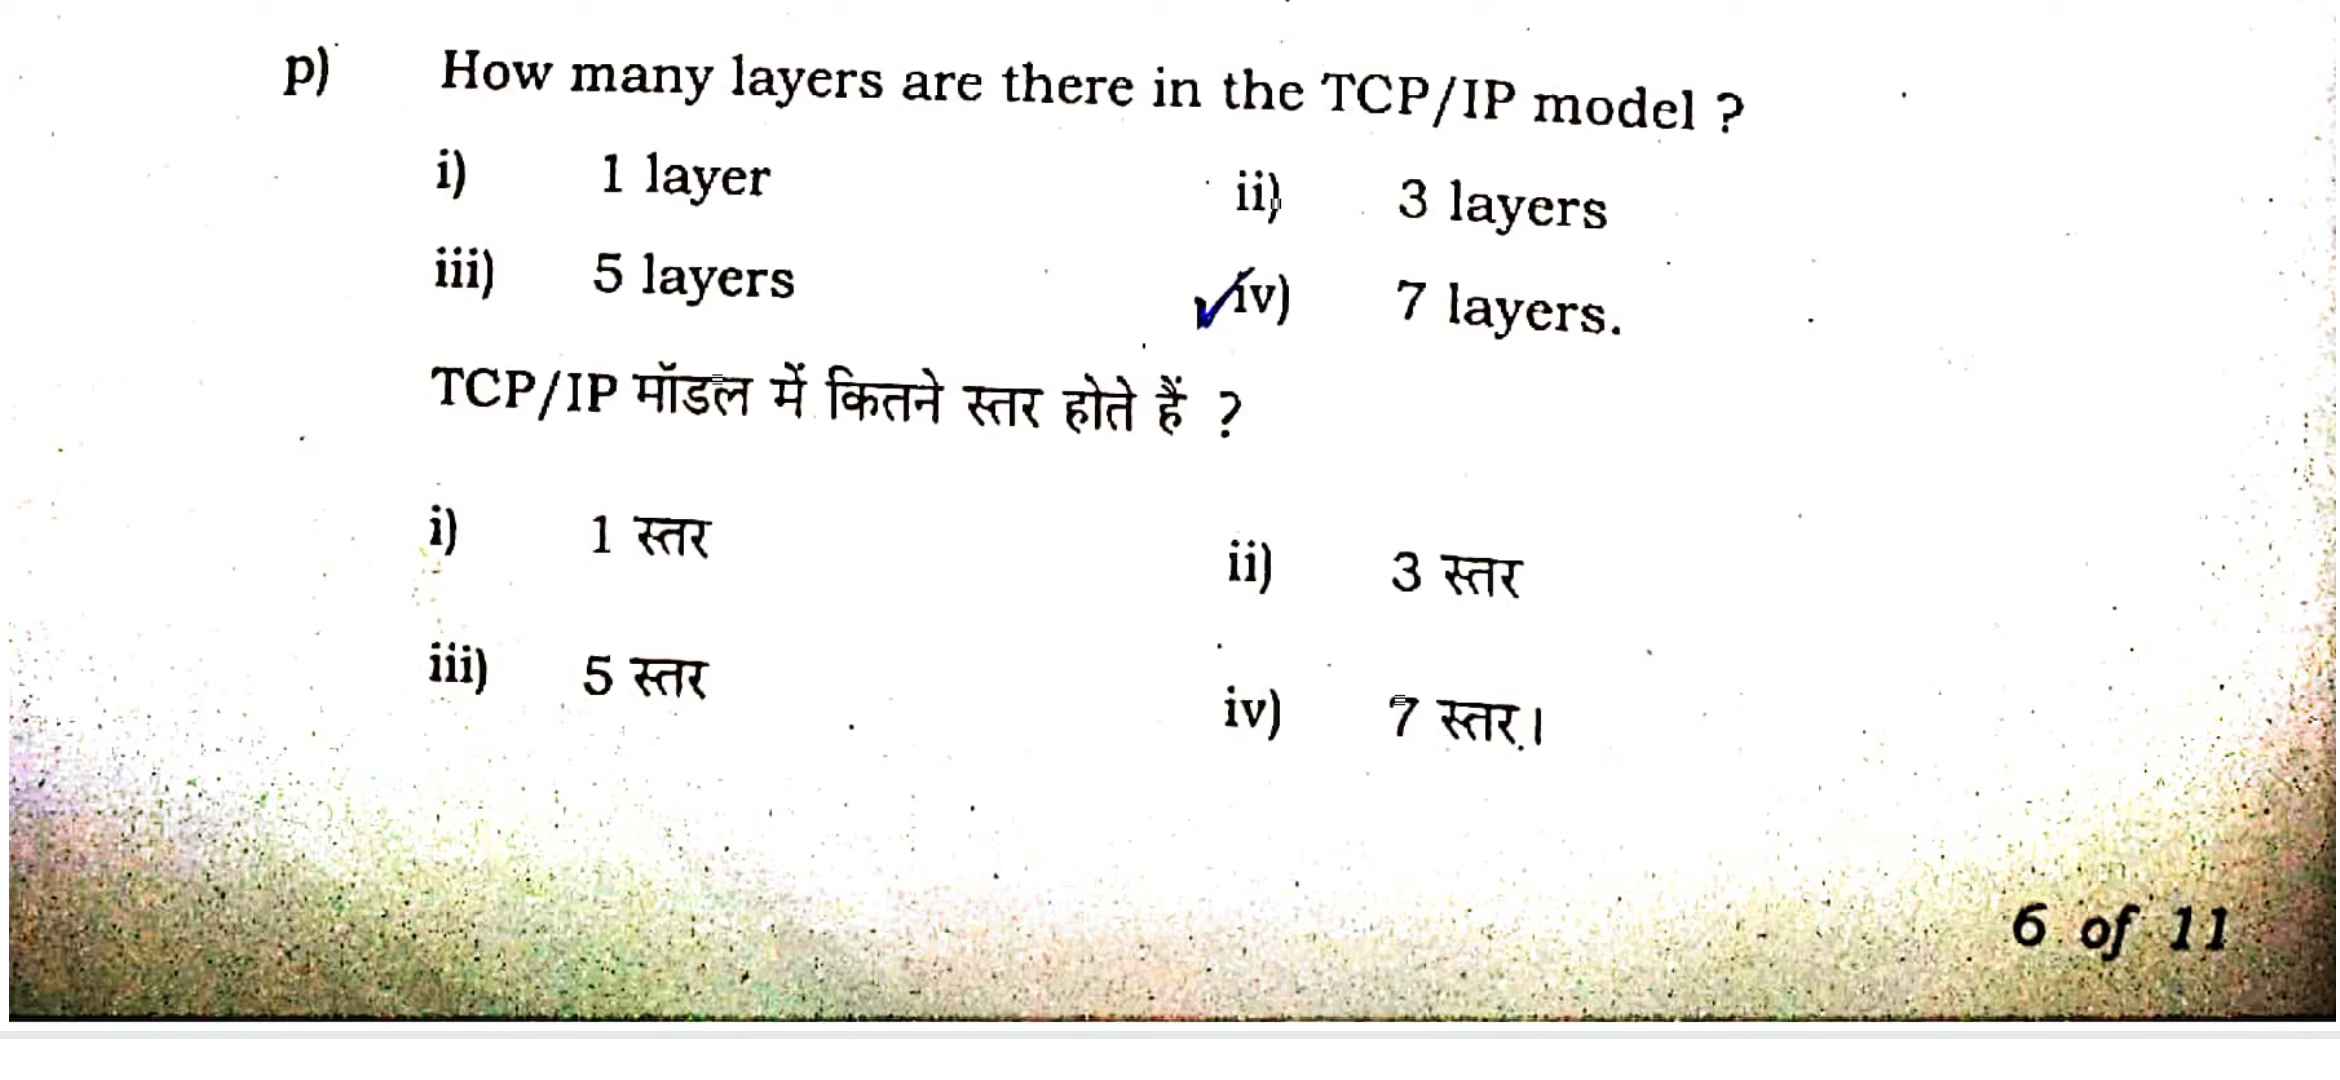 p) How many layers are there in the TCP/IP model ?
i) 1 layer ii) 3 layers
iii) 5 layers iv) 7 layers.
TCP/IP मॉडल में कितने स्तर होते हैं ?
i) 1 स्तर ii) 3 स्तर
iii) 5 स्तर iv) 7 स्तर।
6 of 11